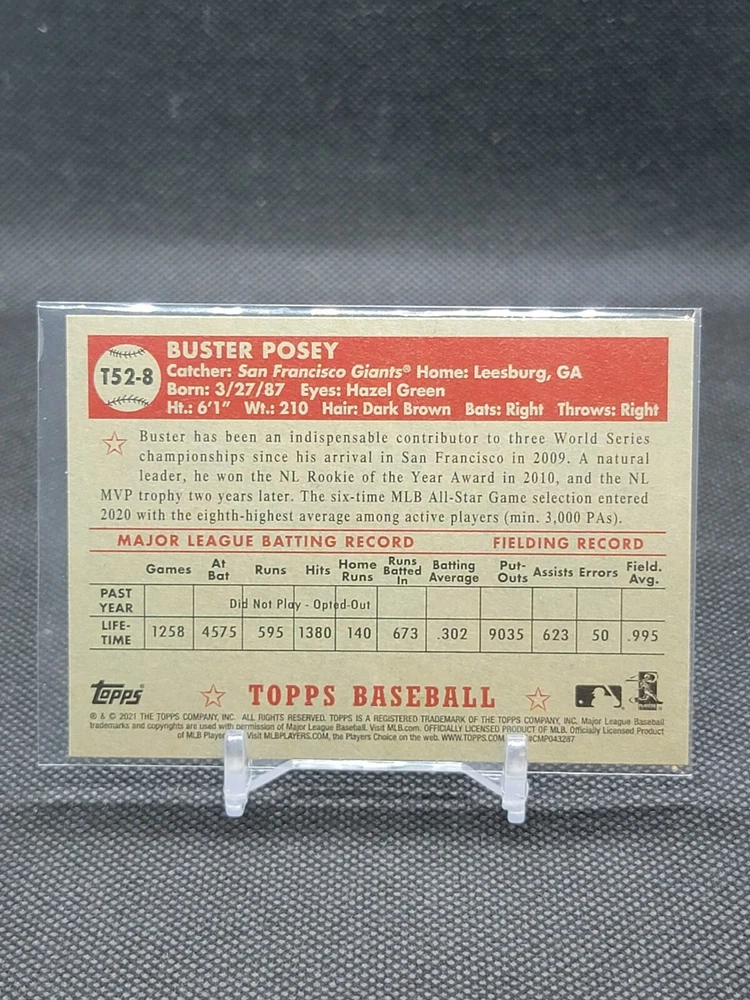 T52-8
BUSTER POSEY
Catcher: San Francisco Giants® Home: Leesburg, GA
Born: 3/27/87 Eyes: Hazel Green
Ht.: 6'1" Wt.: 210 Hair: Dark Brown Bats: Right Throws: Right
Buster has been an indispensable contributor to three World Series
championships since his arrival in San Francisco in 2009. A natural
leader, he won the NL Rookie of the Year Award in 2010, and the NL
MVP trophy two years later. The six-time MLB All-Star Game selection entered
2020 with the eighth-highest average among active players (min. 3,000 PAs).
MAJOR LEAGUE BATTING RECORD FIELDING RECORD
Games At Bat Runs Hits Home Runs Runs Batted In Batting Average Put-Outs Assists Errors Field. Avg.
PAST YEAR Did Not Play - Opted-Out
LIFE-TIME 1258 4575 595 1380 140 673 .302 9035 623 50 .995
Topps TOPPS BASEBALL
® & © 2021 THE TOPPS COMPANY, INC. ALL RIGHTS RESERVED. TOPPS IS A REGISTERED TRADEMARK OF THE TOPPS COMPANY, INC. Major League Baseball
trademarks and copyrights are used with permission of Major League Baseball. Visit MLB.com. OFFICIALLY LICENSED PRODUCT OF MLB. Officially Licensed Product
of MLB Players. Visit MLBPLAYERS.COM, the Players Choice on the web. WWW.TOPPS.COM #CMP043287